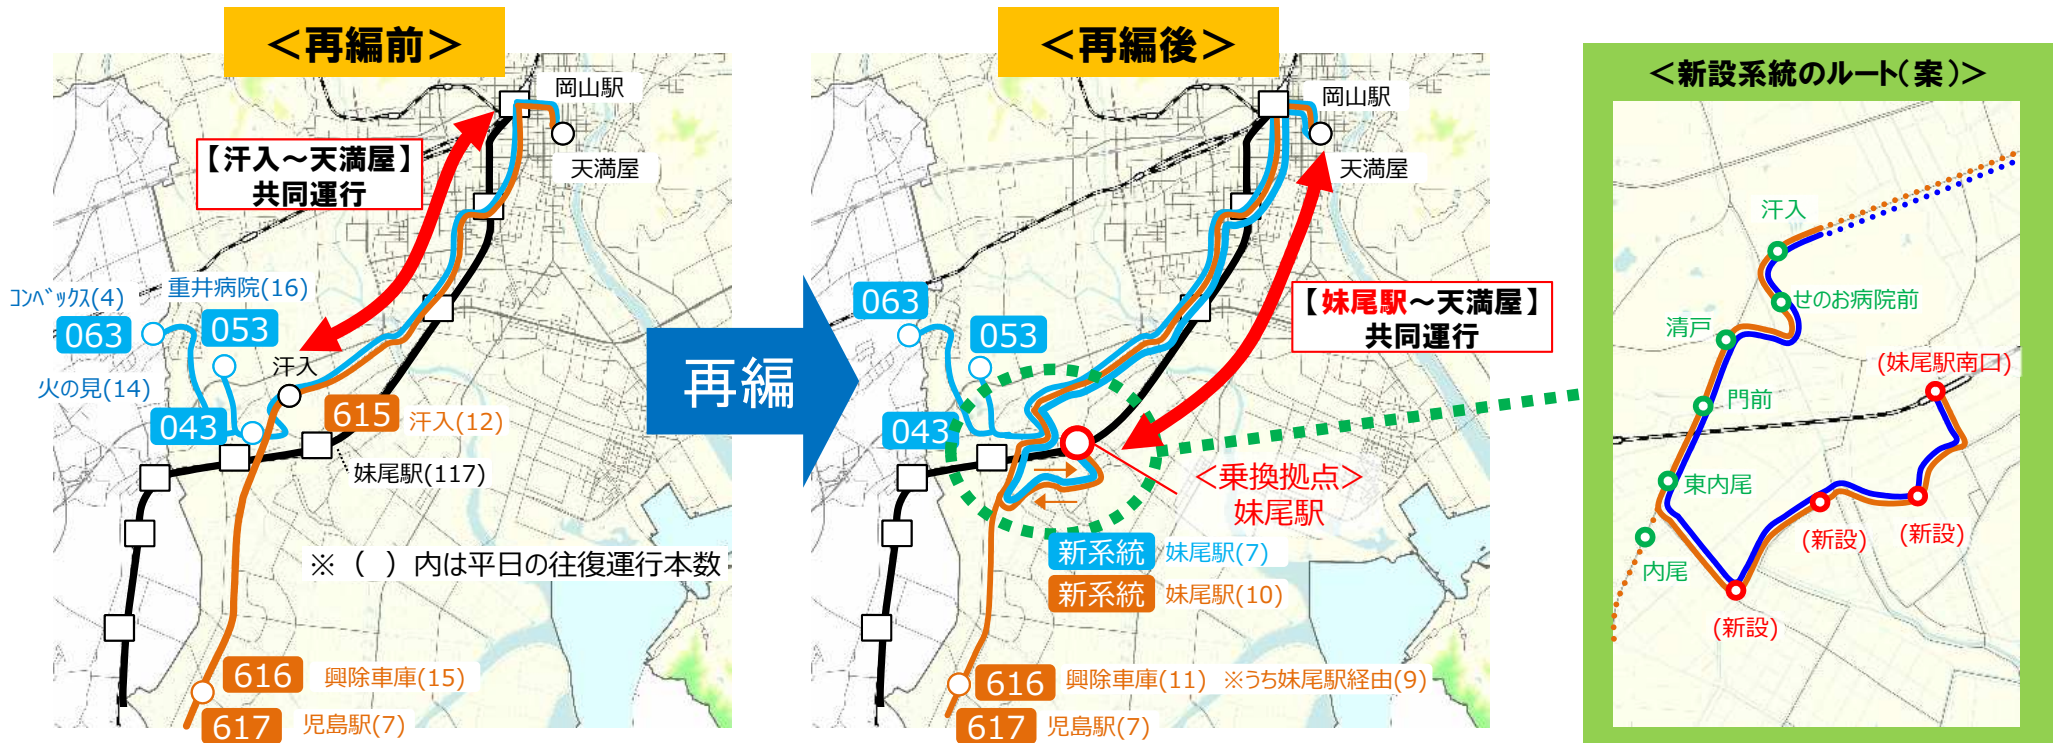 ＜再編前＞
岡山駅
天満屋
【汗入～天満屋】
共同運行
コンベックス(4)
重井病院(16)
063
053
汗入
火の見(14)
043
615
汗入(12)
妹尾駅(117)
※（　）内は平日の往復運行本数
616
興除車庫(15)
617
児島駅(7)
再編
＜再編後＞
岡山駅
天満屋
【妹尾駅～天満屋】
共同運行
063
053
043
＜乗換拠点＞
妹尾駅
新系統
妹尾駅(7)
新系統
妹尾駅(10)
616
興除車庫(11)　※うち妹尾駅経由(9)
617
児島駅(7)
＜新設系統のルート(案)＞
汗入
せのお病院前
清戸
(妹尾駅南口)
門前
東内尾
(新設)
(新設)
内尾
(新設)